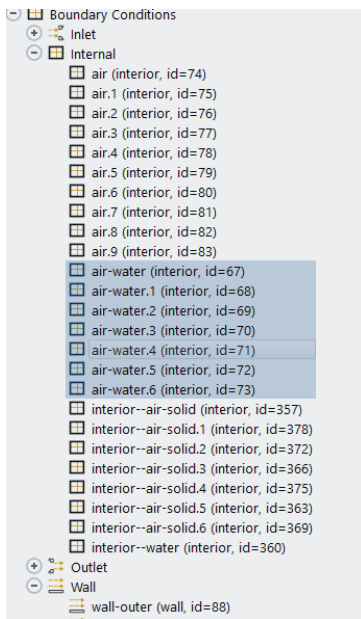 Boundary Conditions
Inlet
Internal
air (interior, id=74)
air.1 (interior, id=75)
air.2 (interior, id=76)
air.3 (interior, id=77)
air.4 (interior, id=78)
air.5 (interior, id=79)
air.6 (interior, id=80)
air.7 (interior, id=81)
air.8 (interior, id=82)
air.9 (interior, id=83)
air-water (interior, id=67)
air-water.1 (interior, id=68)
air-water.2 (interior, id=69)
air-water.3 (interior, id=70)
air-water.4 (interior, id=71)
air-water.5 (interior, id=72)
air-water.6 (interior, id=73)
interior--air-solid (interior, id=357)
interior--air-solid.1 (interior, id=378)
interior--air-solid.2 (interior, id=372)
interior--air-solid.3 (interior, id=366)
interior--air-solid.4 (interior, id=375)
interior--air-solid.5 (interior, id=363)
interior--air-solid.6 (interior, id=369)
interior--water (interior, id=360)
Outlet
Wall
wall-outer (wall, id=88)